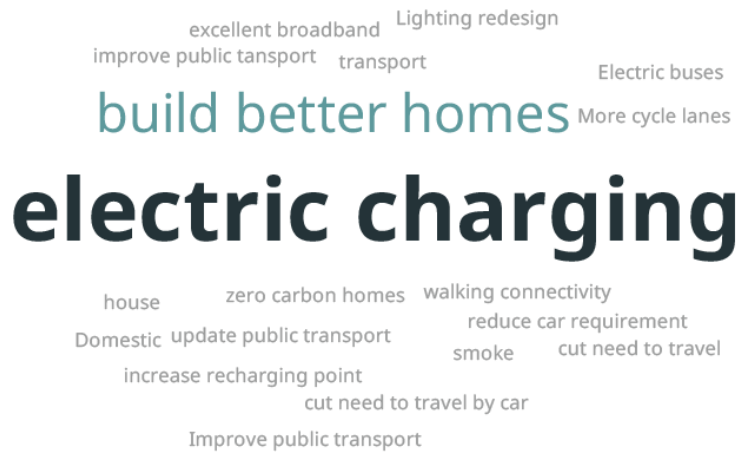 Lighting redesign
excellent broadband
improve public tansport
transport
Electric buses
build better homes
More cycle lanes
electric charging
house
zero carbon homes
walking connectivity
reduce car requirement
Domestic
update public transport
smoke
cut need to travel
increase recharging point
cut need to travel by car
Improve public transport